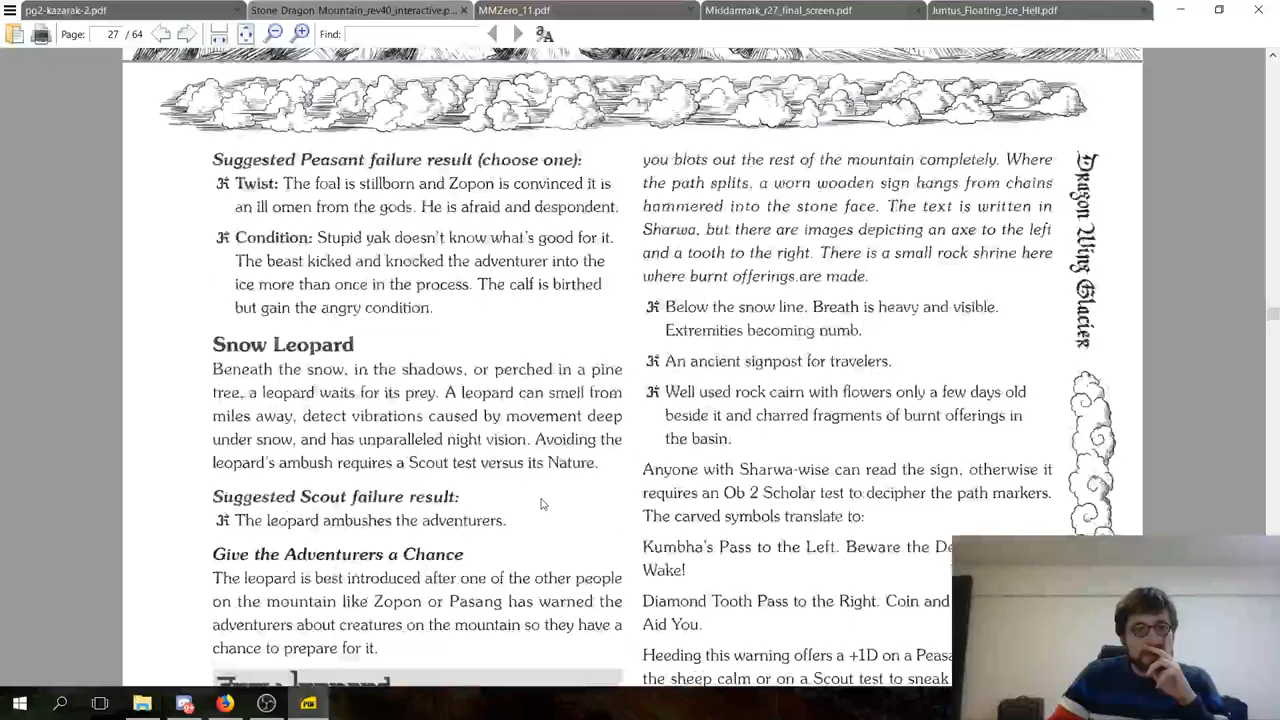 pg2-kazarak-2.pdf
Stone Dragon Mountain_rev40_interactive.p...
MMZero_11.pdf
Middarmark_r27_final_screen.pdf
Juntus_Floating_Ice_Hell.pdf
Page: 27 / 64
Find:
Suggested Peasant failure result (choose one):
Twist: The foal is stillborn and Zopon is convinced it is
an ill omen from the gods. He is afraid and despondent.
Condition: Stupid yak doesn't know what's good for it.
The beast kicked and knocked the adventurer into the
ice more than once in the process. The calf is birthed
but gain the angry condition.
Snow Leopard
Beneath the snow, in the shadows, or perched in a pine
tree, a leopard waits for its prey. A leopard can smell from
miles away, detect vibrations caused by movement deep
under snow, and has unparalleled night vision. Avoiding the
leopard's ambush requires a Scout test versus its Nature.
Suggested Scout failure result:
The leopard ambushes the adventurers.
Give the Adventurers a Chance
The leopard is best introduced after one of the other people
on the mountain like Zopon or Pasang has warned the
adventurers about creatures on the mountain so they have a
chance to prepare for it.
you blots out the rest of the mountain completely. Where
the path splits, a worn wooden sign hangs from chains
hammered into the stone face. The text is written in
Sharwa, but there are images depicting an axe to the left
and a tooth to the right. There is a small rock shrine here
where burnt offerings are made.
Below the snow line. Breath is heavy and visible.
Extremities becoming numb.
An ancient signpost for travelers.
Well used rock cairn with flowers only a few days old
beside it and charred fragments of burnt offerings in
the basin.
Anyone with Sharwa-wise can read the sign, otherwise it
requires an Ob 2 Scholar test to decipher the path markers.
The carved symbols translate to:
Kumbha's Pass to the Left. Beware the De
Wake!
Diamond Tooth Pass to the Right. Coin and
Aid You.
Heeding this warning offers a +1D on a Peasa
the sheep calm or on a Scout test to sneak
Dragon Wing Glacier